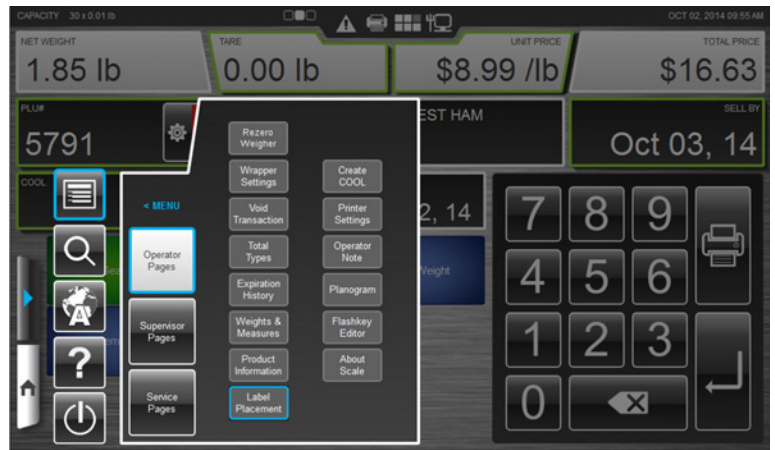 CAPACITY 30 x 0.01 lb
OCT 02, 2014 09:55 AM
NET WEIGHT
1.85 lb
TARE
0.00 lb
UNIT PRICE
$8.99 /lb
TOTAL PRICE
$16.63
PLU#
5791
EST HAM
SELL BY
Oct 03, 14
COOL
2, 14
Weight
< MENU
Operator
Pages
Supervisor
Pages
Service
Pages
Rezero
Weigher
Wrapper
Settings
Void
Transaction
Total
Types
Expiration
History
Weights &
Measures
Product
Information
Label
Placement
Create
COOL
Printer
Settings
Operator
Note
Planogram
Flashkey
Editor
About
Scale
A
?
7 8 9
4 5 6
1 2 3
0